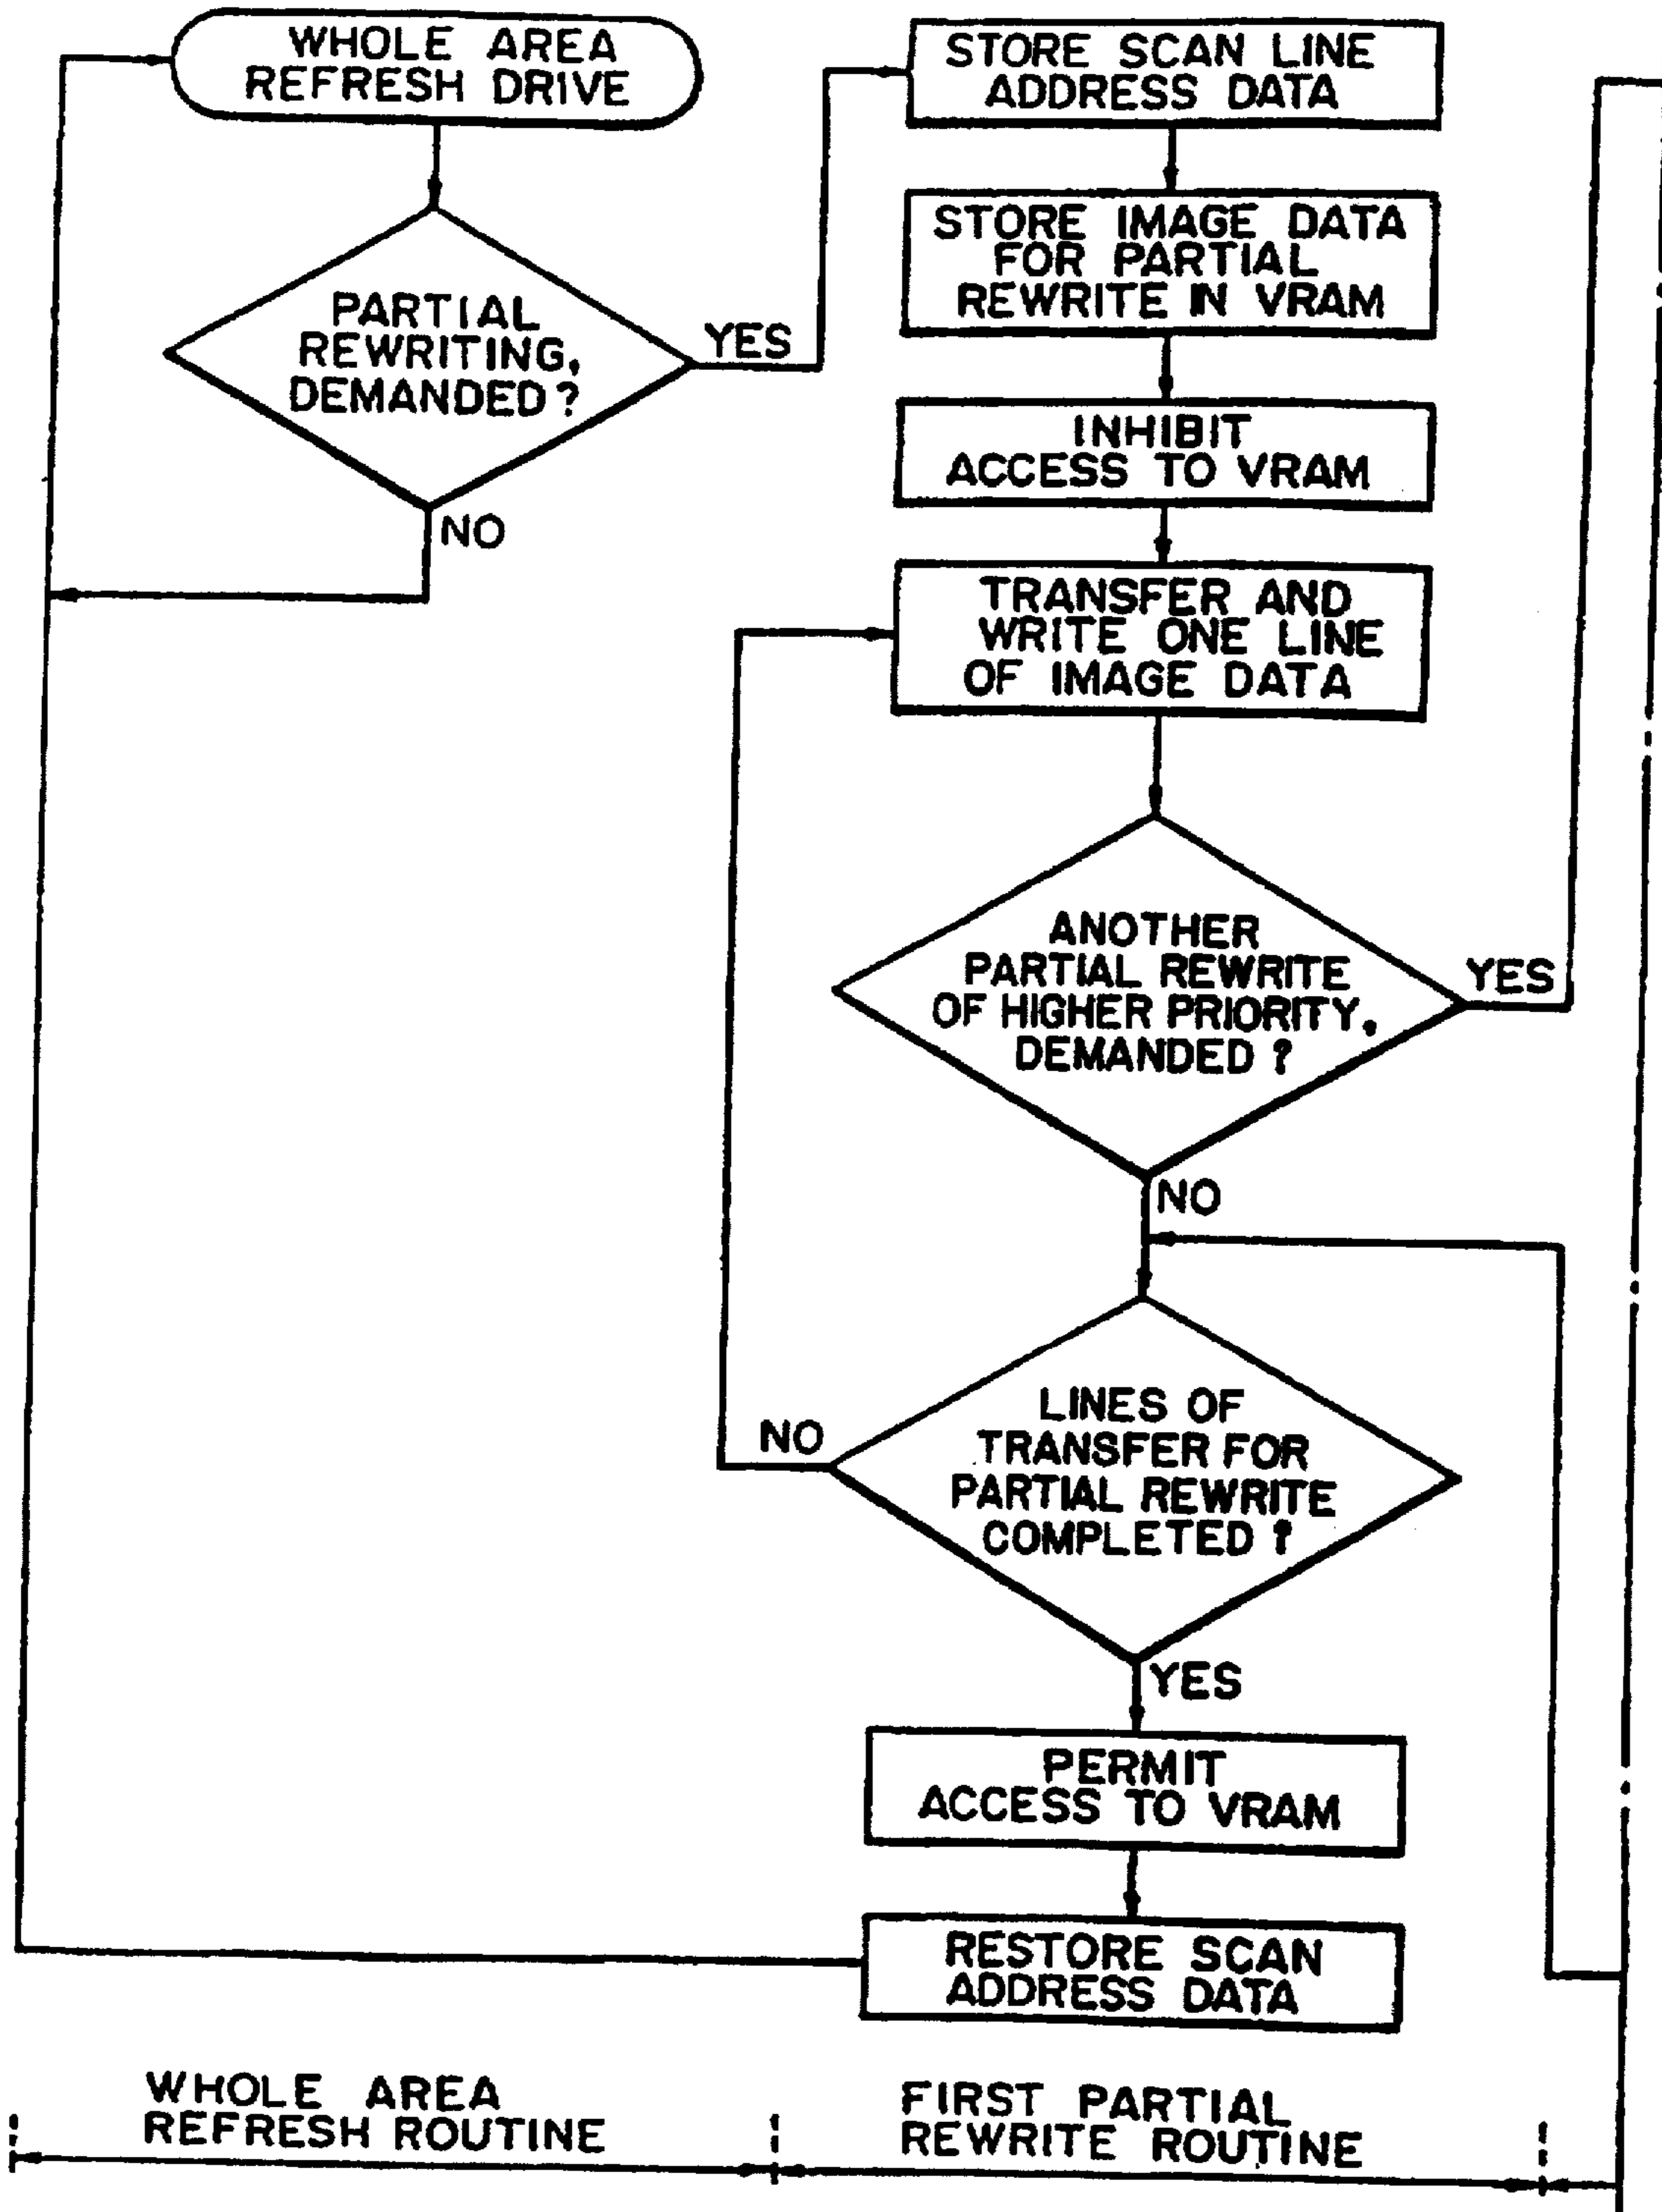 WHOLE AREA
REFRESH DRIVE
PARTIAL
REWRITING,
DEMANDED?
YES
NO
STORE SCAN LINE
ADDRESS DATA
STORE IMAGE DATA
FOR PARTIAL
REWRITE IN VRAM
INHIBIT
ACCESS TO VRAM
TRANSFER AND
WRITE ONE LINE
OF IMAGE DATA
ANOTHER
PARTIAL REWRITE
OF HIGHER PRIORITY,
DEMANDED ?
YES
NO
LINES OF
TRANSFER FOR
PARTIAL REWRITE
COMPLETED ?
NO
YES
PERMIT
ACCESS TO VRAM
RESTORE SCAN
ADDRESS DATA
WHOLE AREA
REFRESH ROUTINE
FIRST PARTIAL
REWRITE ROUTINE